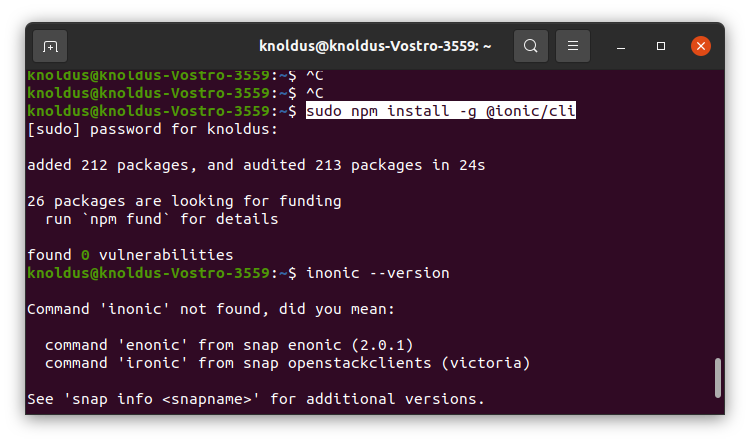 knoldus@knoldus-Vostro-3559: ~
knoldus@knoldus-Vostro-3559:~$ ^C
knoldus@knoldus-Vostro-3559:~$ ^C
knoldus@knoldus-Vostro-3559:~$ sudo npm install -g @ionic/cli
[sudo] password for knoldus:
added 212 packages, and audited 213 packages in 24s
26 packages are looking for funding
run `npm fund` for details
found 0 vulnerabilities
knoldus@knoldus-Vostro-3559:~$ inonic --version
Command 'inonic' not found, did you mean:
command 'enonic' from snap enonic (2.0.1)
command 'ironic' from snap openstackclients (victoria)
See 'snap info <snapname>' for additional versions.